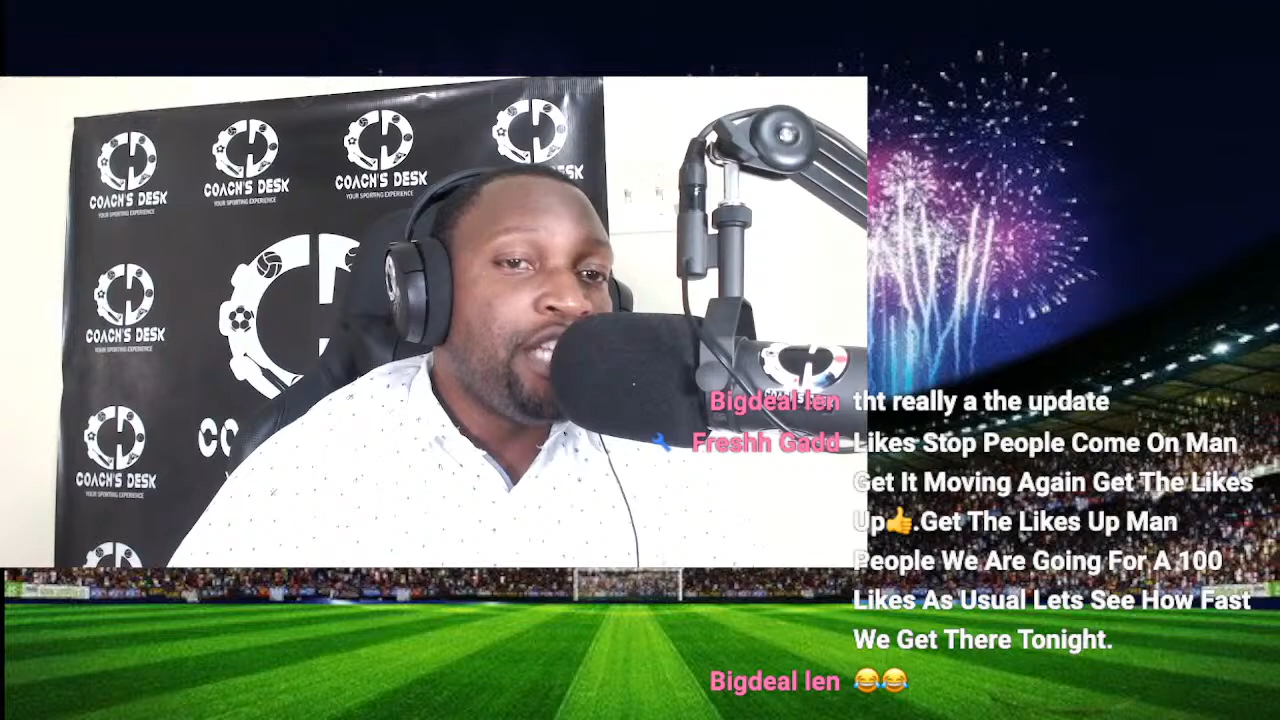 COACH'S DESK
YOUR SPORTING EXPERIENCE
COACH'S DESK
YOUR SPORTING EXPERIENCE
COACH'S DESK
YOUR SPORTING EXPERIENCE
DESK
COACH'S DESK
YOUR SPORTING EXPERIENCE
COACH'S DESK
YOUR SPORTING EXPERIENCE
Bigdeal len tht really a the update
Freshh Gadd Likes Stop People Come On Man
Get It Moving Again Get The Likes
Up👍.Get The Likes Up Man
People We Are Going For A 100
Likes As Usual Lets See How Fast
We Get There Tonight.
Bigdeal len 😂😂